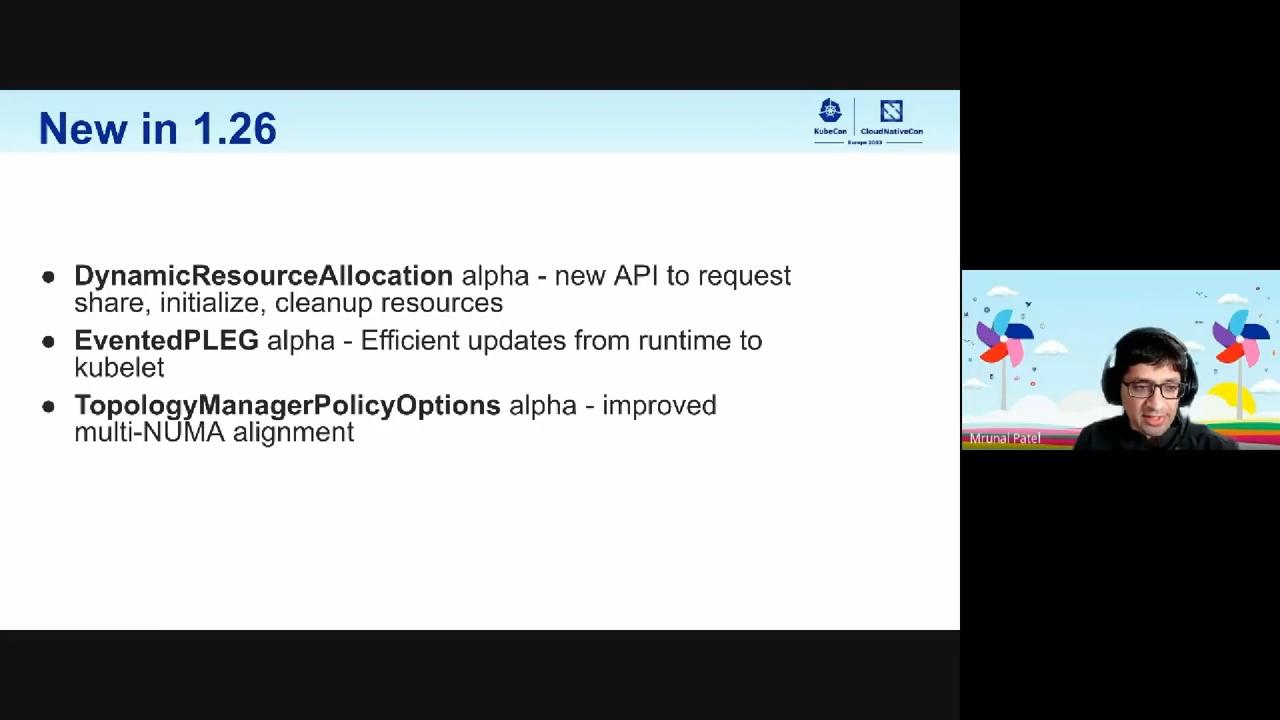 New in 1.26
KubeCon
CloudNativeCon
Europe 2023
● DynamicResourceAllocation alpha - new API to request
share, initialize, cleanup resources
● EventedPLEG alpha - Efficient updates from runtime to
kubelet
● TopologyManagerPolicyOptions alpha - improved
multi-NUMA alignment
Mrunal Patel